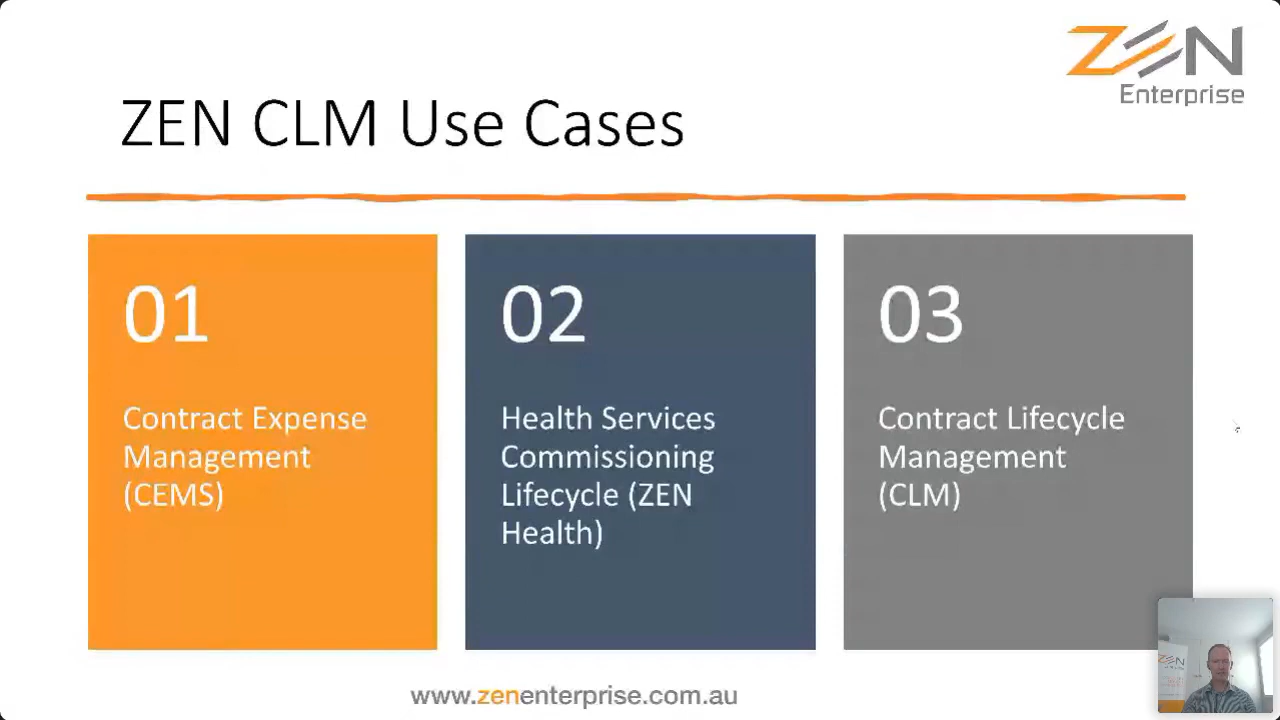 ZEN
Enterprise
ZEN CLM Use Cases
01
Contract Expense
Management
(CEMS)
02
Health Services
Commissioning
Lifecycle (ZEN
Health)
03
Contract Lifecycle
Management
(CLM)
www.zenenterprise.com.au
ZEN